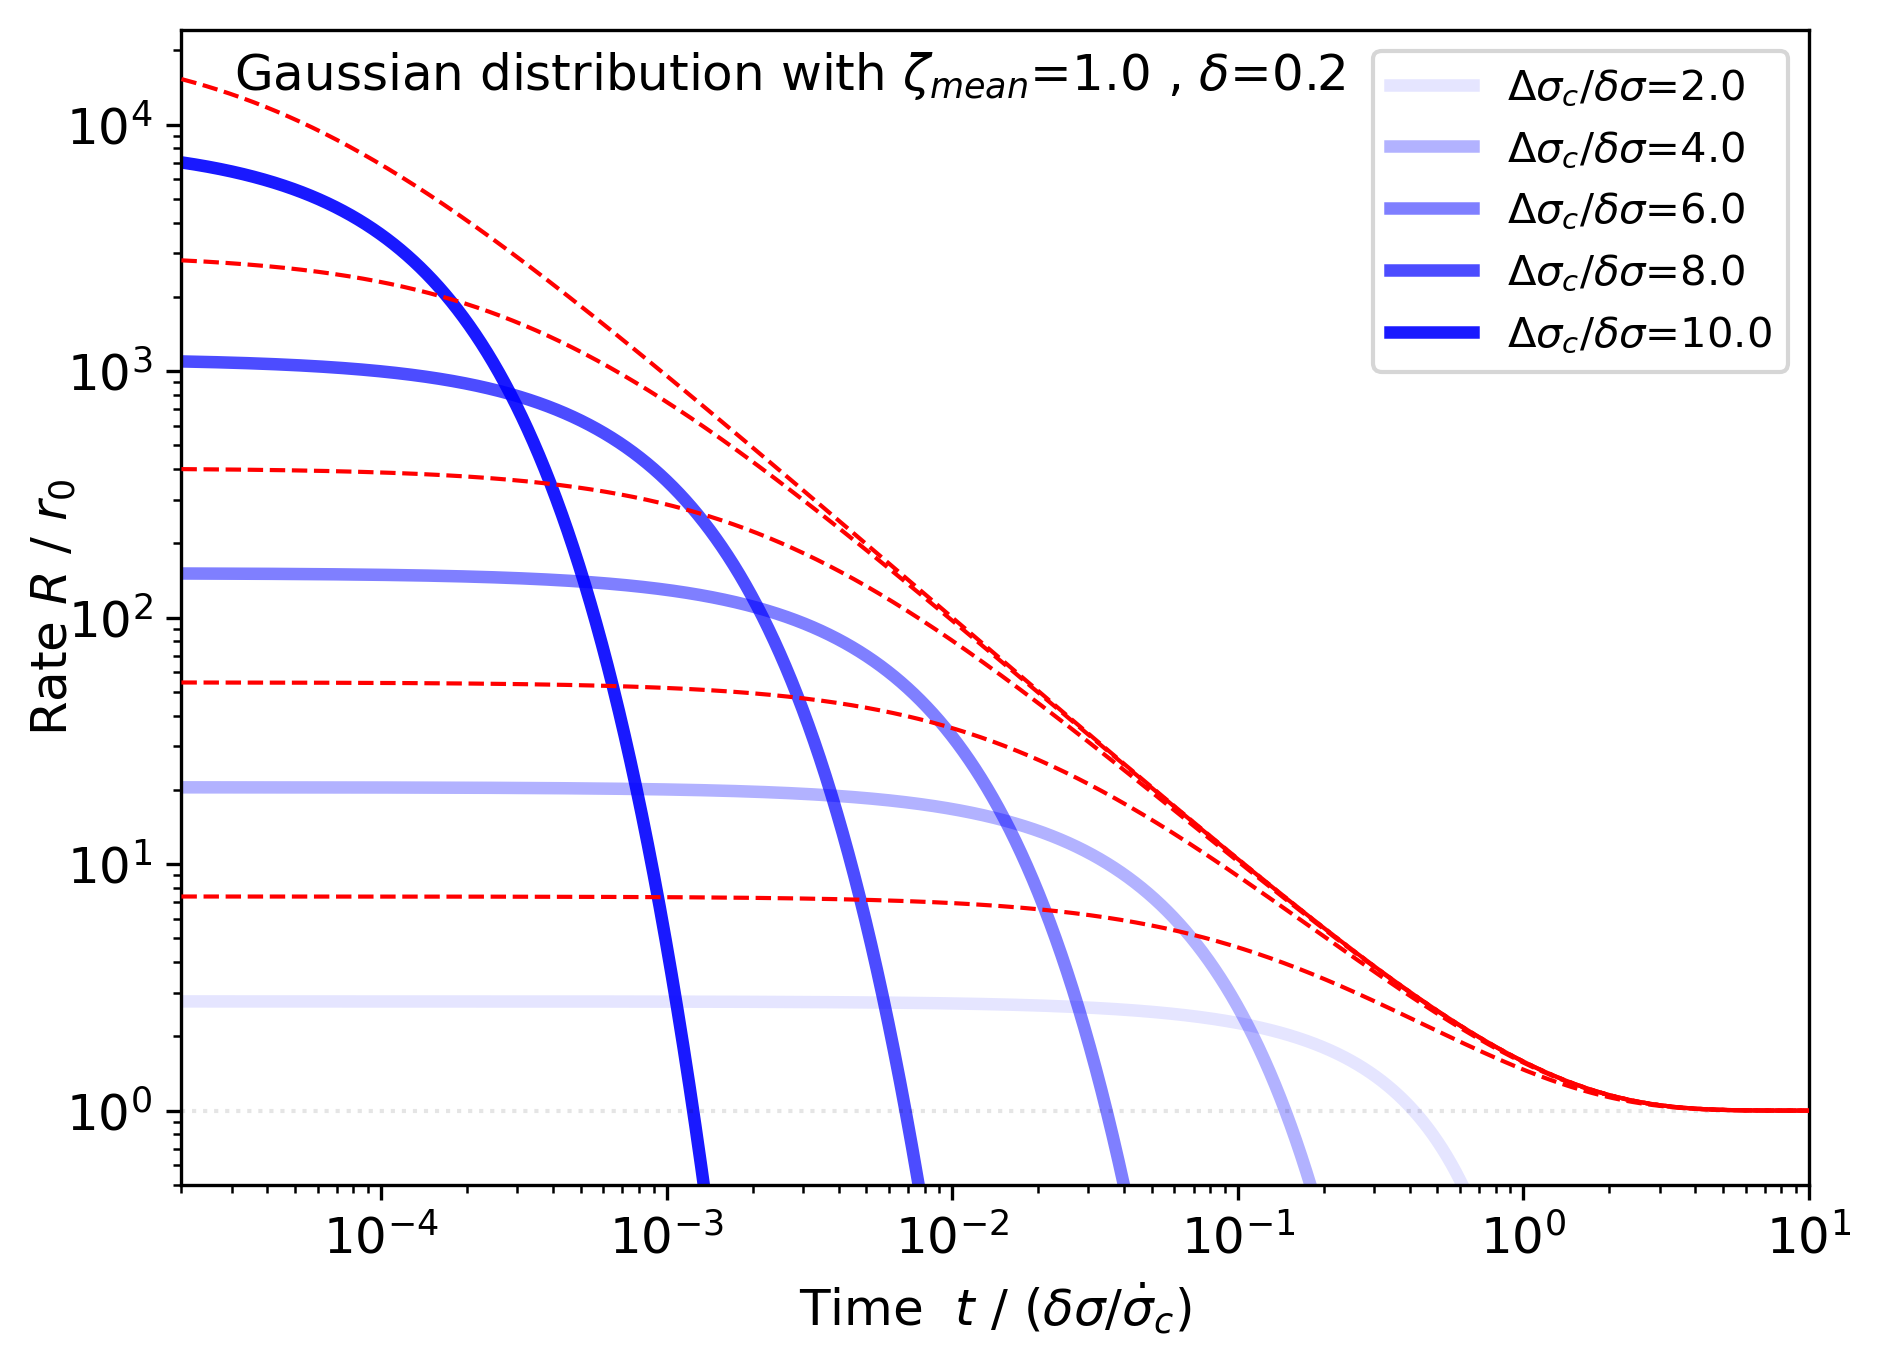 Gaussian distribution with ζ_mean=1.0 , δ=0.2
Δσ_c/δσ=2.0
Δσ_c/δσ=4.0
Δσ_c/δσ=6.0
Δσ_c/δσ=8.0
Δσ_c/δσ=10.0
Rate R / r₀
10⁴
10³
10²
10¹
10⁰
10⁻⁴
10⁻³
10⁻²
10⁻¹
10⁰
10¹
Time t / (δσ/σ̇_c)